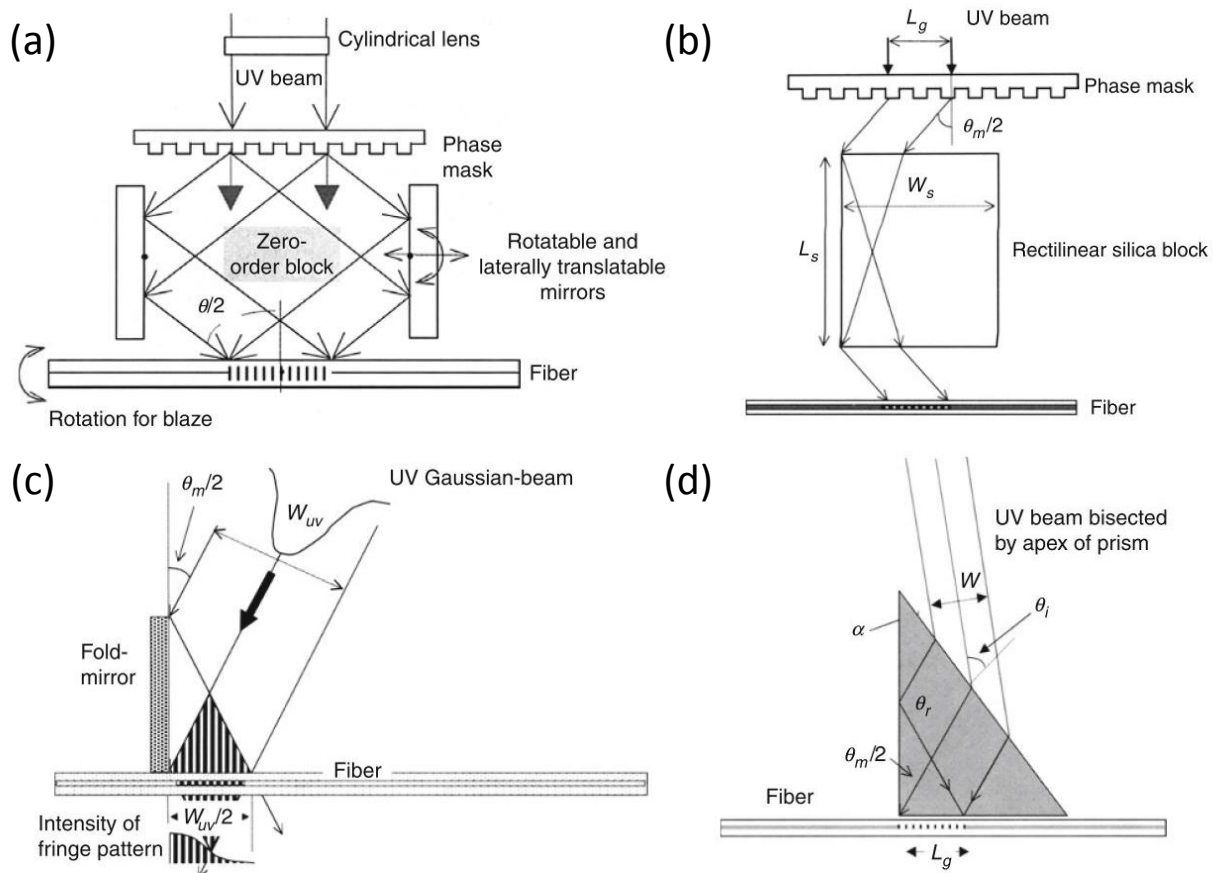 (a)
Cylindrical lens
UV beam
Phase
mask
Zero-
order block
Rotatable and
laterally translatable
mirrors
θ/2
Fiber
Rotation for blaze
(b)
L_g
UV beam
Phase mask
θ_m/2
W_s
L_s
Rectilinear silica block
Fiber
(c)
θ_m/2
UV Gaussian-beam
W_uv
Fold-
mirror
Fiber
W_uv/2
Intensity of
fringe pattern
(d)
UV beam bisected
by apex of prism
W
θ_i
α
θ_r
θ_m/2
Fiber
L_g